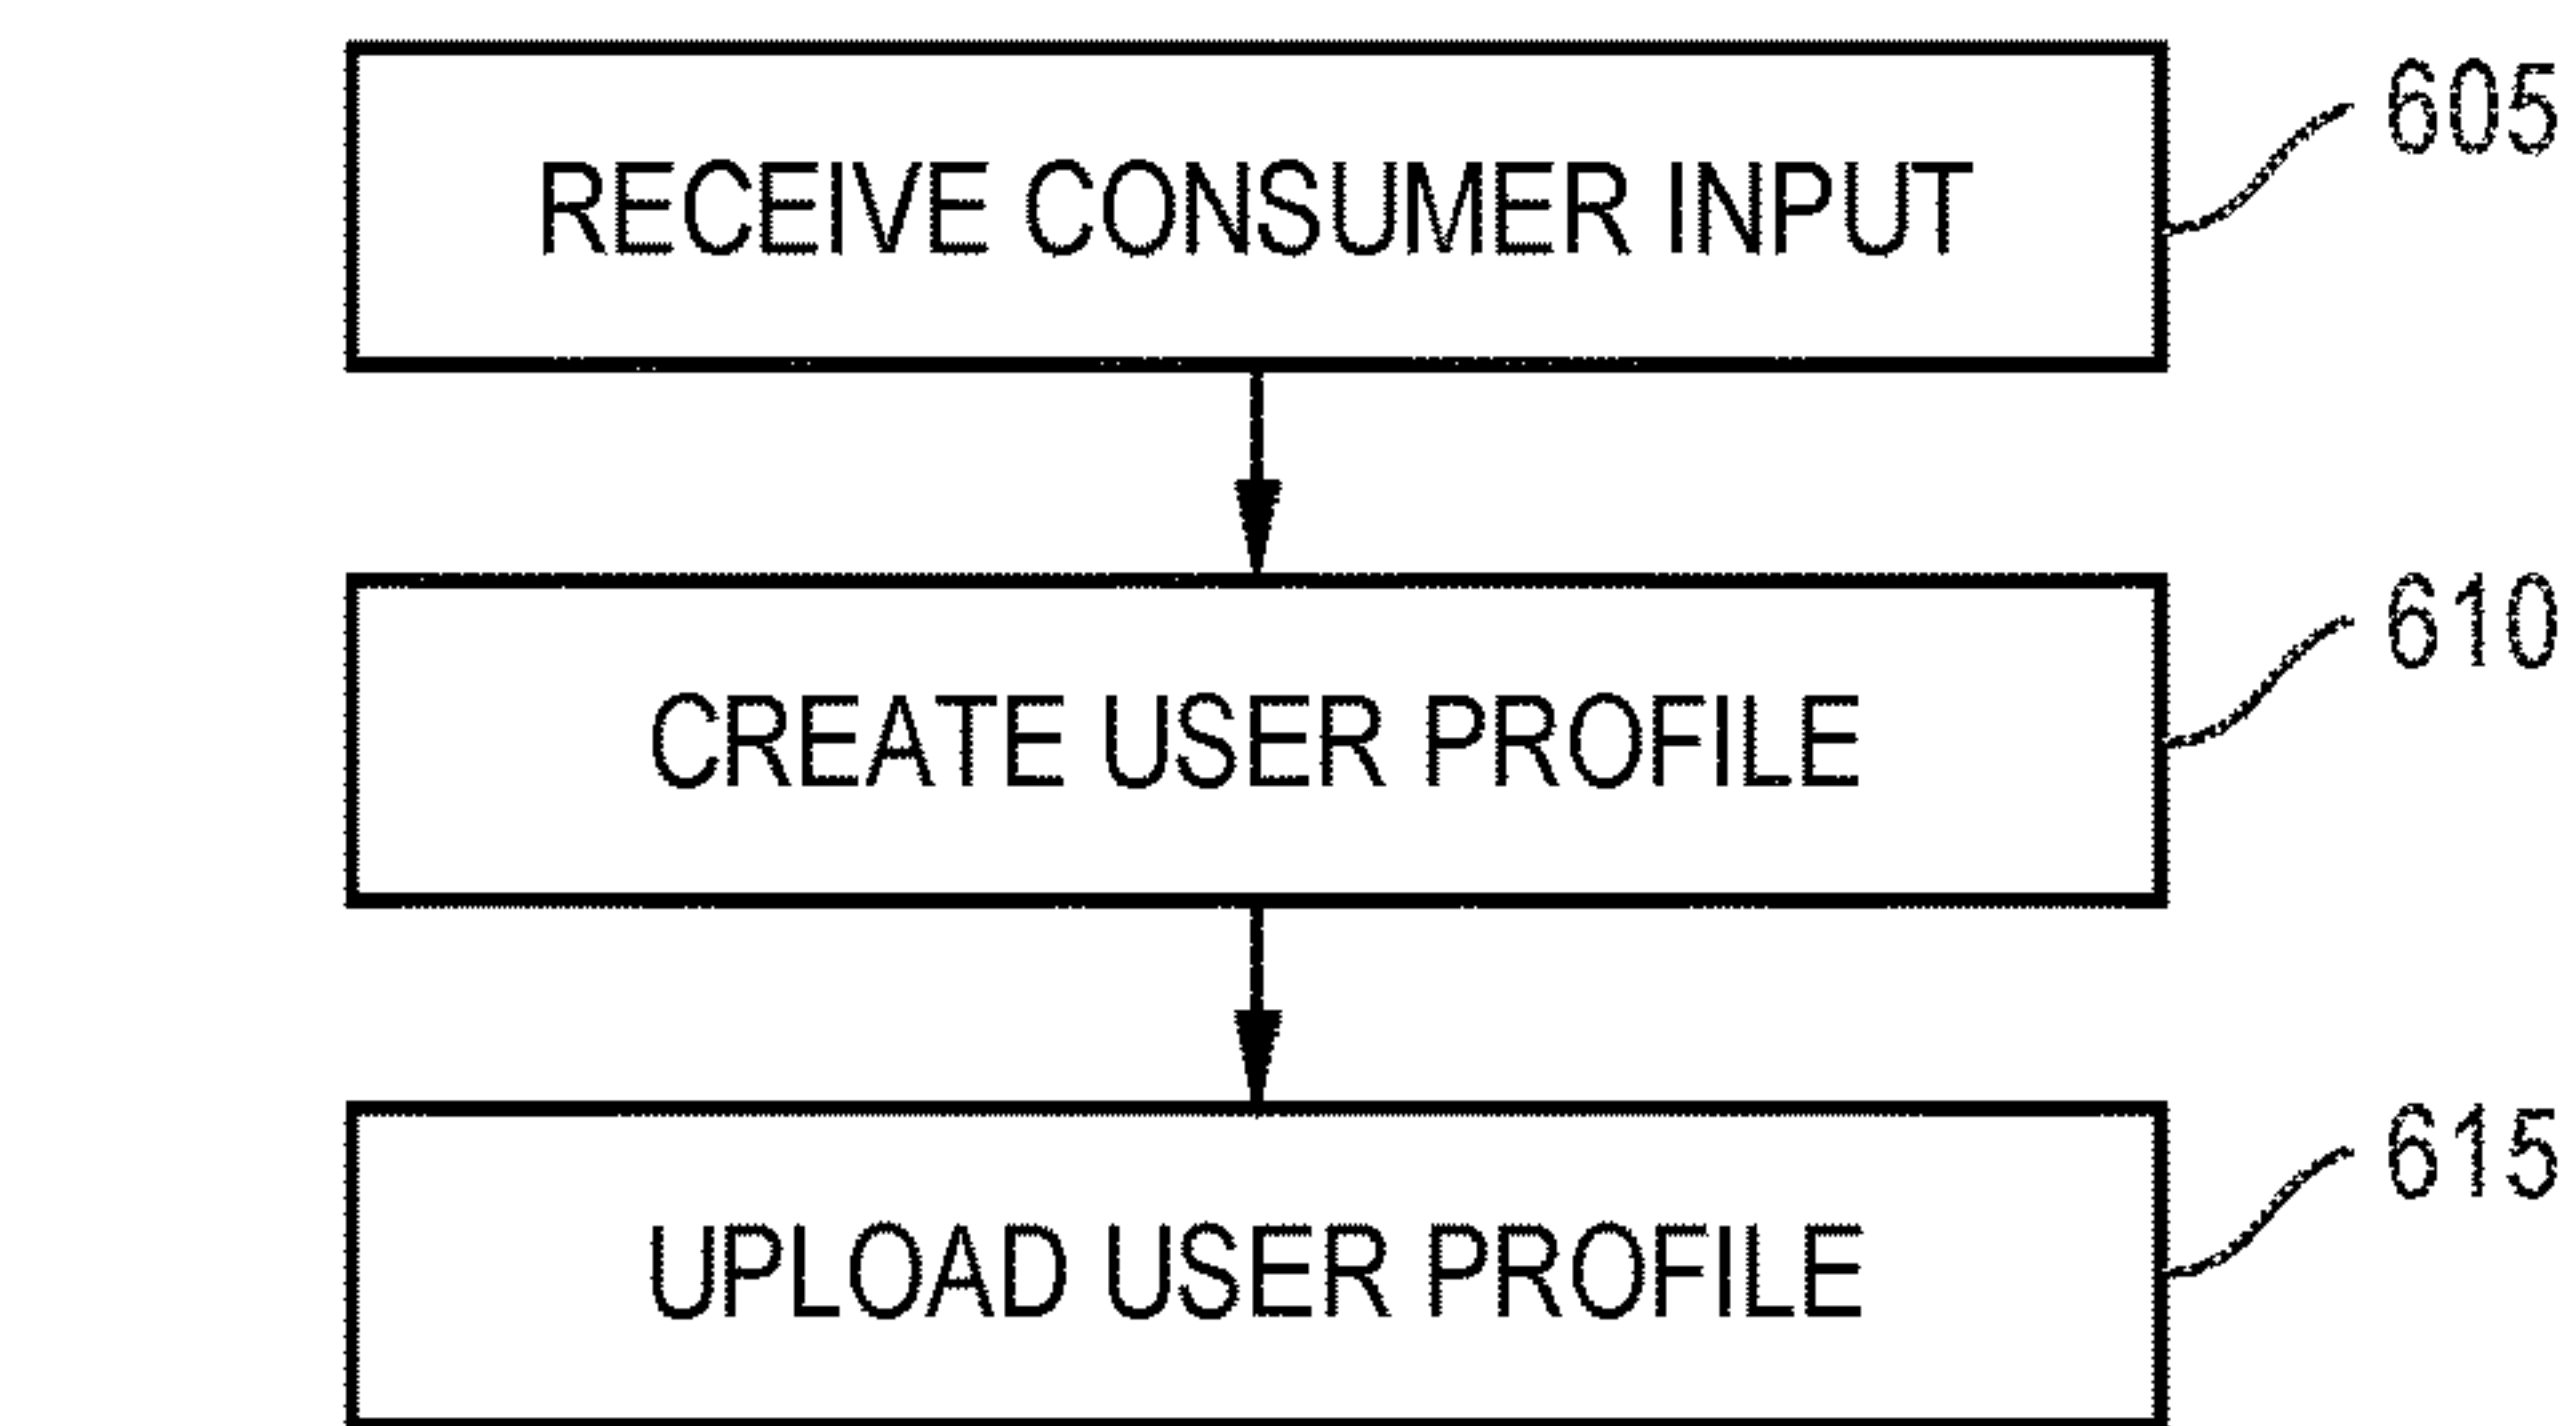 RECEIVE CONSUMER INPUT
605
CREATE USER PROFILE
610
UPLOAD USER PROFILE
615